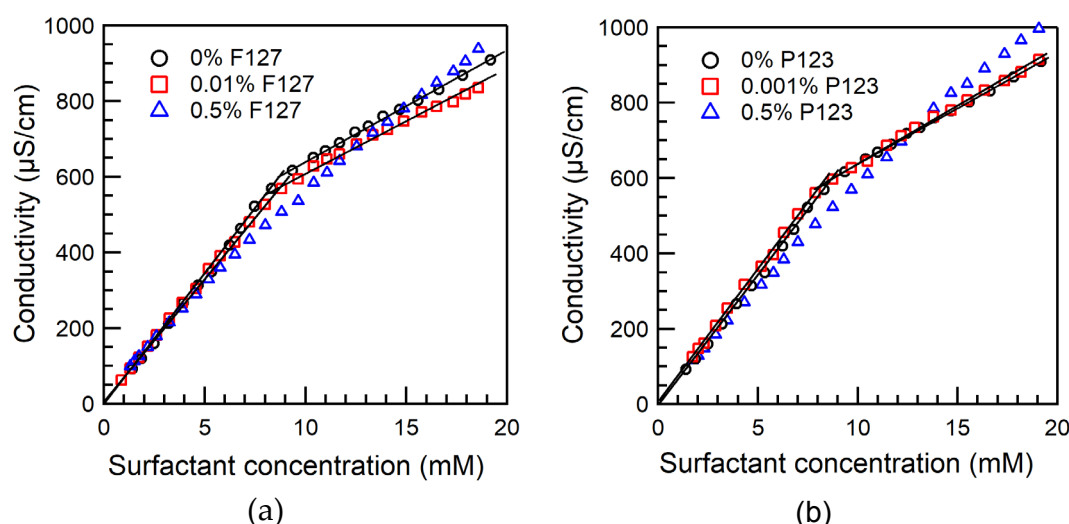 1000
800
600
400
200
0
Conductivity (µS/cm)
0% F127
0.01% F127
0.5% F127
0 5 10 15 20
Surfactant concentration (mM)
(a)
1000
800
600
400
200
0
Conductivity (µS/cm)
0% P123
0.001% P123
0.5% P123
0 5 10 15 20
Surfactant concentration (mM)
(b)